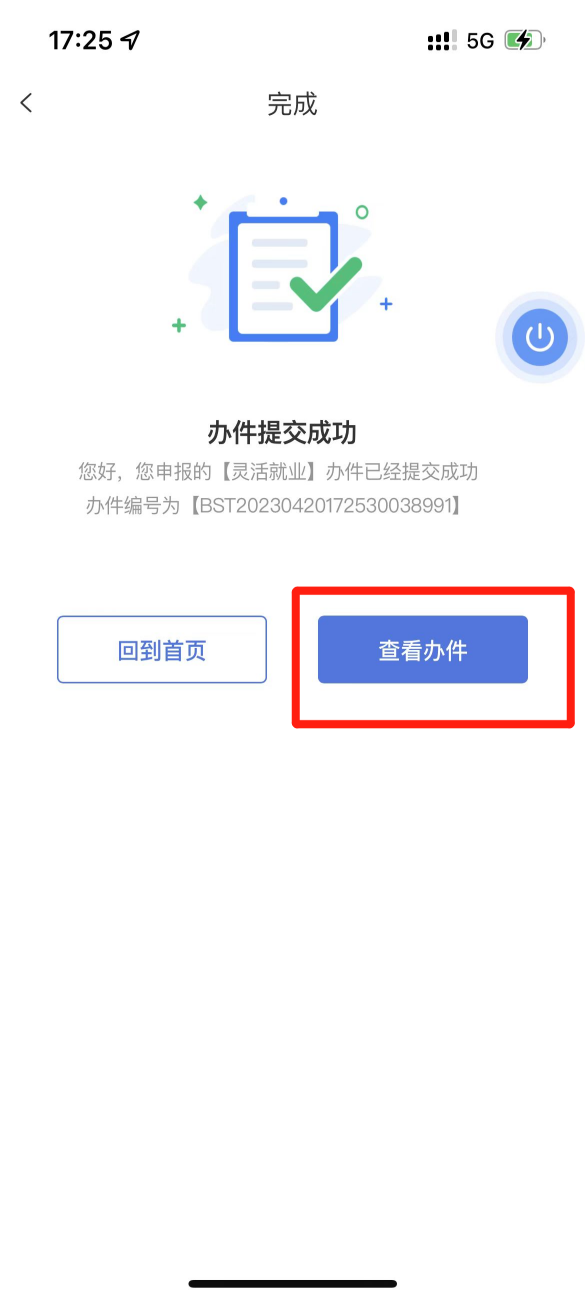 17:25 5G
完成
办件提交成功
您好，您申报的【灵活就业】办件已经提交成功
办件编号为【BST20230420172530038991】
回到首页 查看办件